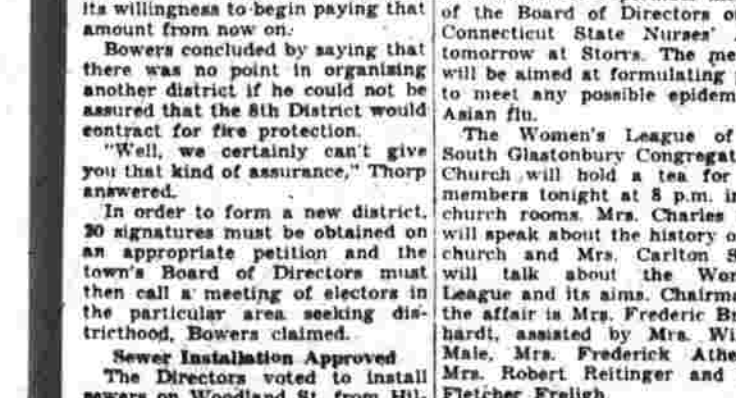 its willingness to begin paying that
amount from now on.
Bowers concluded by saying that
there was no point in organizing
another district if he could not be
assured that the 8th District would
contract for fire protection.
"Well, we certainly can't give
you that kind of assurance," Thorp
answered.
In order to form a new district,
20 signatures must be obtained on
an appropriate petition and the
town's Board of Directors must
then call a meeting of electors in
the particular area seeking dis-
tricthood, Bowers claimed.
Sewer Installation Approved
The Directors voted to install
sewers on Woodland St. from Hil-
of the Board of Directors
Connecticut State Nurses'
tomorrow at Storrs. The
will be aimed at formulating
to meet any possible
Asian flu.
The Women's League of
South Glastonbury
Church will hold a tea for
members tonight at 8 p.m.
church rooms. Mrs. Charles
will speak about the history
church and Mrs. Carlton
will talk about the
League and its aims.
the affair is Mrs. Frederic
hardt, assisted by Mrs.
Male, Mrs. Frederick
Mrs. Robert Reitinger and
Fletcher Freligh.